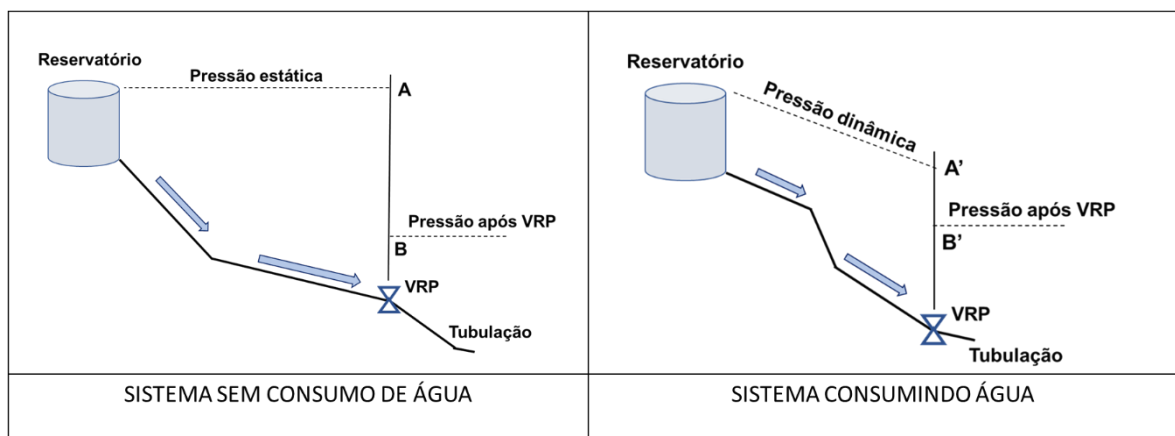 Reservatório
Pressão estática
A
Pressão após VRP
B
VRP
Tubulação
SISTEMA SEM CONSUMO DE ÁGUA
Reservatório
Pressão dinâmica
A’
Pressão após VRP
B’
VRP
Tubulação
SISTEMA CONSUMINDO ÁGUA